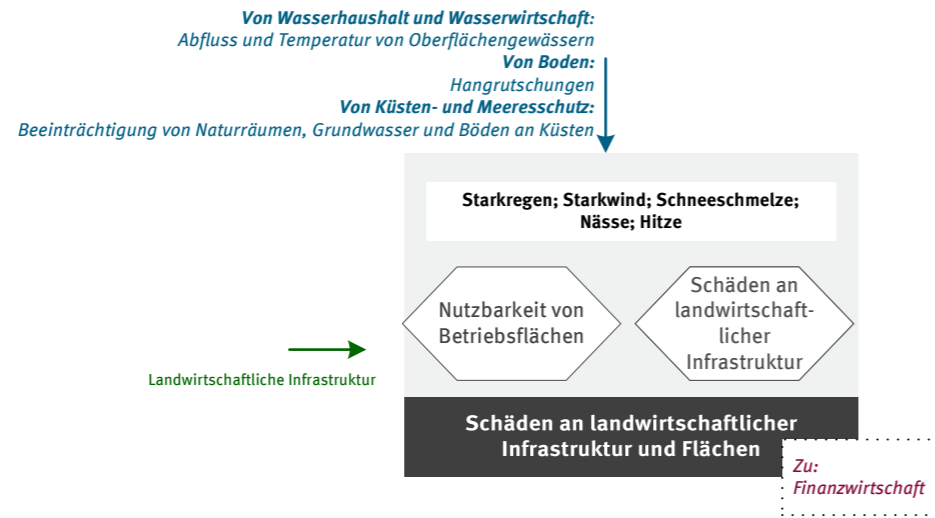 Von Wasserhaushalt und Wasserwirtschaft:
Abfluss und Temperatur von Oberflächengewässern
Von Boden:
Hangrutschungen
Von Küsten- und Meeresschutz:
Beeinträchtigung von Naturräumen, Grundwasser und Böden an Küsten
Starkregen; Starkwind; Schneeschmelze;
Nässe; Hitze
Nutzbarkeit von
Betriebsflächen
Schäden an
landwirtschaft-
licher
Infrastruktur
Landwirtschaftliche Infrastruktur
Schäden an landwirtschaftlicher
Infrastruktur und Flächen
Zu:
Finanzwirtschaft